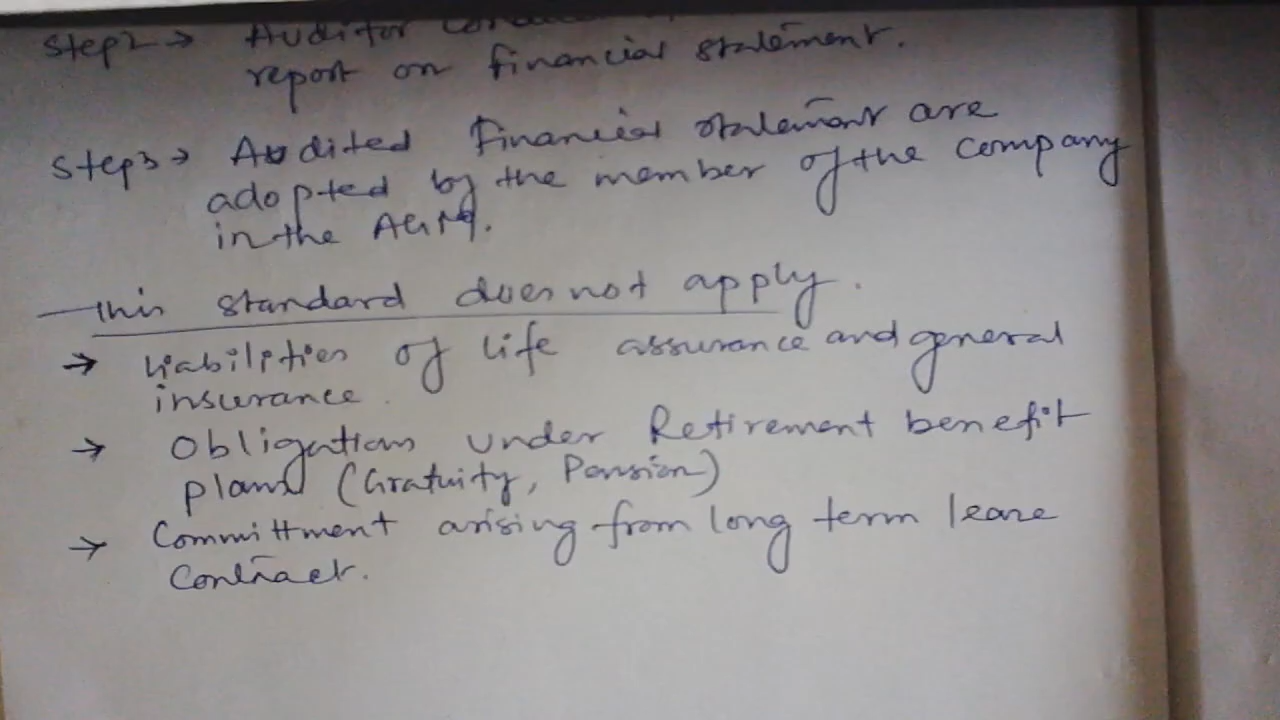 Step2 → Auditor
report on financial statement.
Step3 → Audited Financial statement are
adopted by the member of the company
in the AGM.
This standard does not apply.
→ Liabilities of life assurance and general
insurance.
→ Obligations under Retirement benefit
plans (Gratuity, Pension)
→ Committment arising from long term lease
Contract.